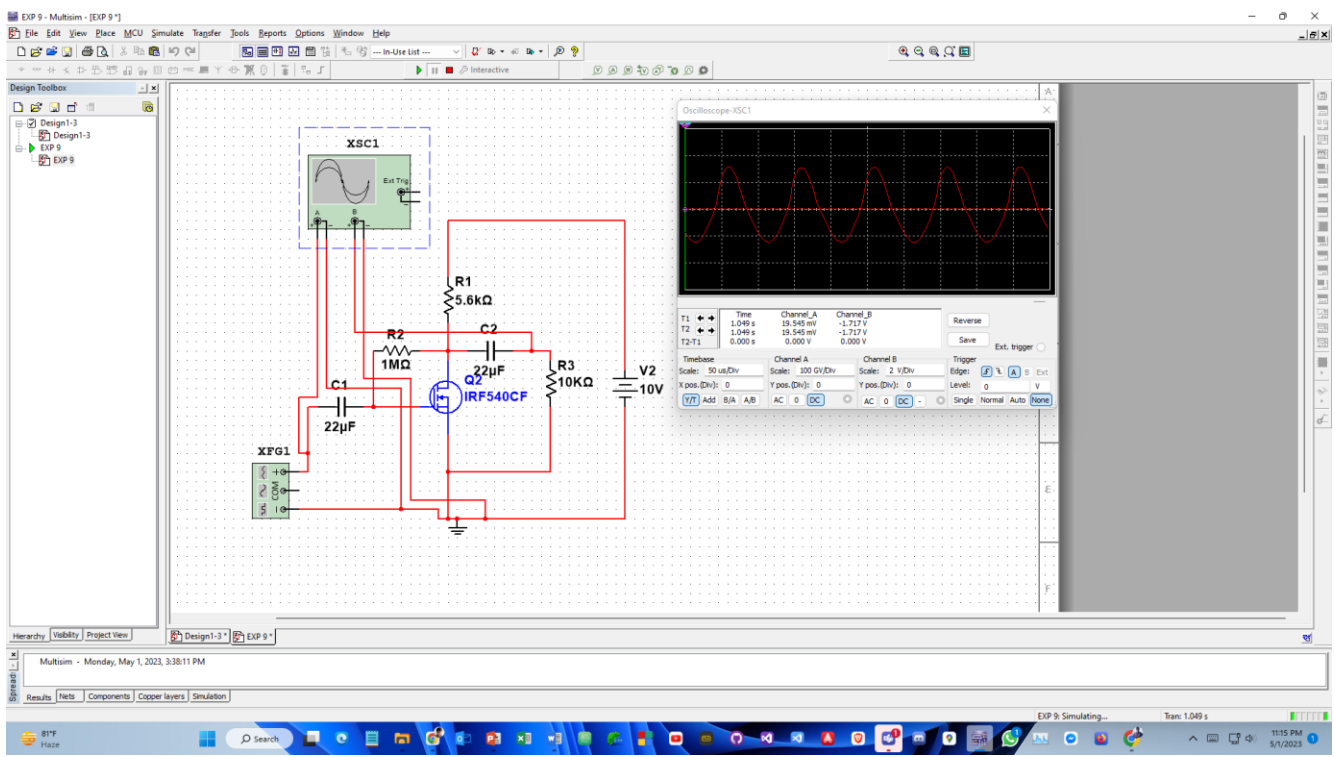 EXP 9 - Multisim - [EXP 9 *]
File Edit View Place MCU Simulate Transfer Tools Reports Options Window Help
--- In-Use List ---
Interactive
Design Toolbox
Design1-3
Design1-3
EXP 9
EXP 9
A
XSC1
Ext Trig
A
B
R1
5.6kΩ
R2
1MΩ
C2
22μF
R3
10KΩ
V2
10V
Q2
IRF540CF
C1
22μF
XFG1
COM
E
F
Oscilloscope-XSC1
Time Channel_A Channel_B
T1 1.049 s 19.545 mV -1.717 V
T2 1.049 s 19.545 mV -1.717 V
T2-T1 0.000 s 0.000 V 0.000 V
Reverse
Save
Ext. trigger
Timebase Channel A Channel B Trigger
Scale: 50 us/Div Scale: 100 GV/Div Scale: 2 V/Div Edge: A B Ext
X pos.(Div): 0 Y pos.(Div): 0 Y pos.(Div): 0 Level: 0 V
Y/T Add B/A A/B AC 0 DC AC 0 DC - Single Normal Auto None
Hierarchy Visibility Project View
Design1-3 * EXP 9 *
Multisim - Monday, May 1, 2023, 3:38:11 PM
Results Nets Components Copper layers Simulation
EXP 9: Simulating... Tran: 1.049 s
81°F
Haze
Search
11:15 PM
5/1/2023